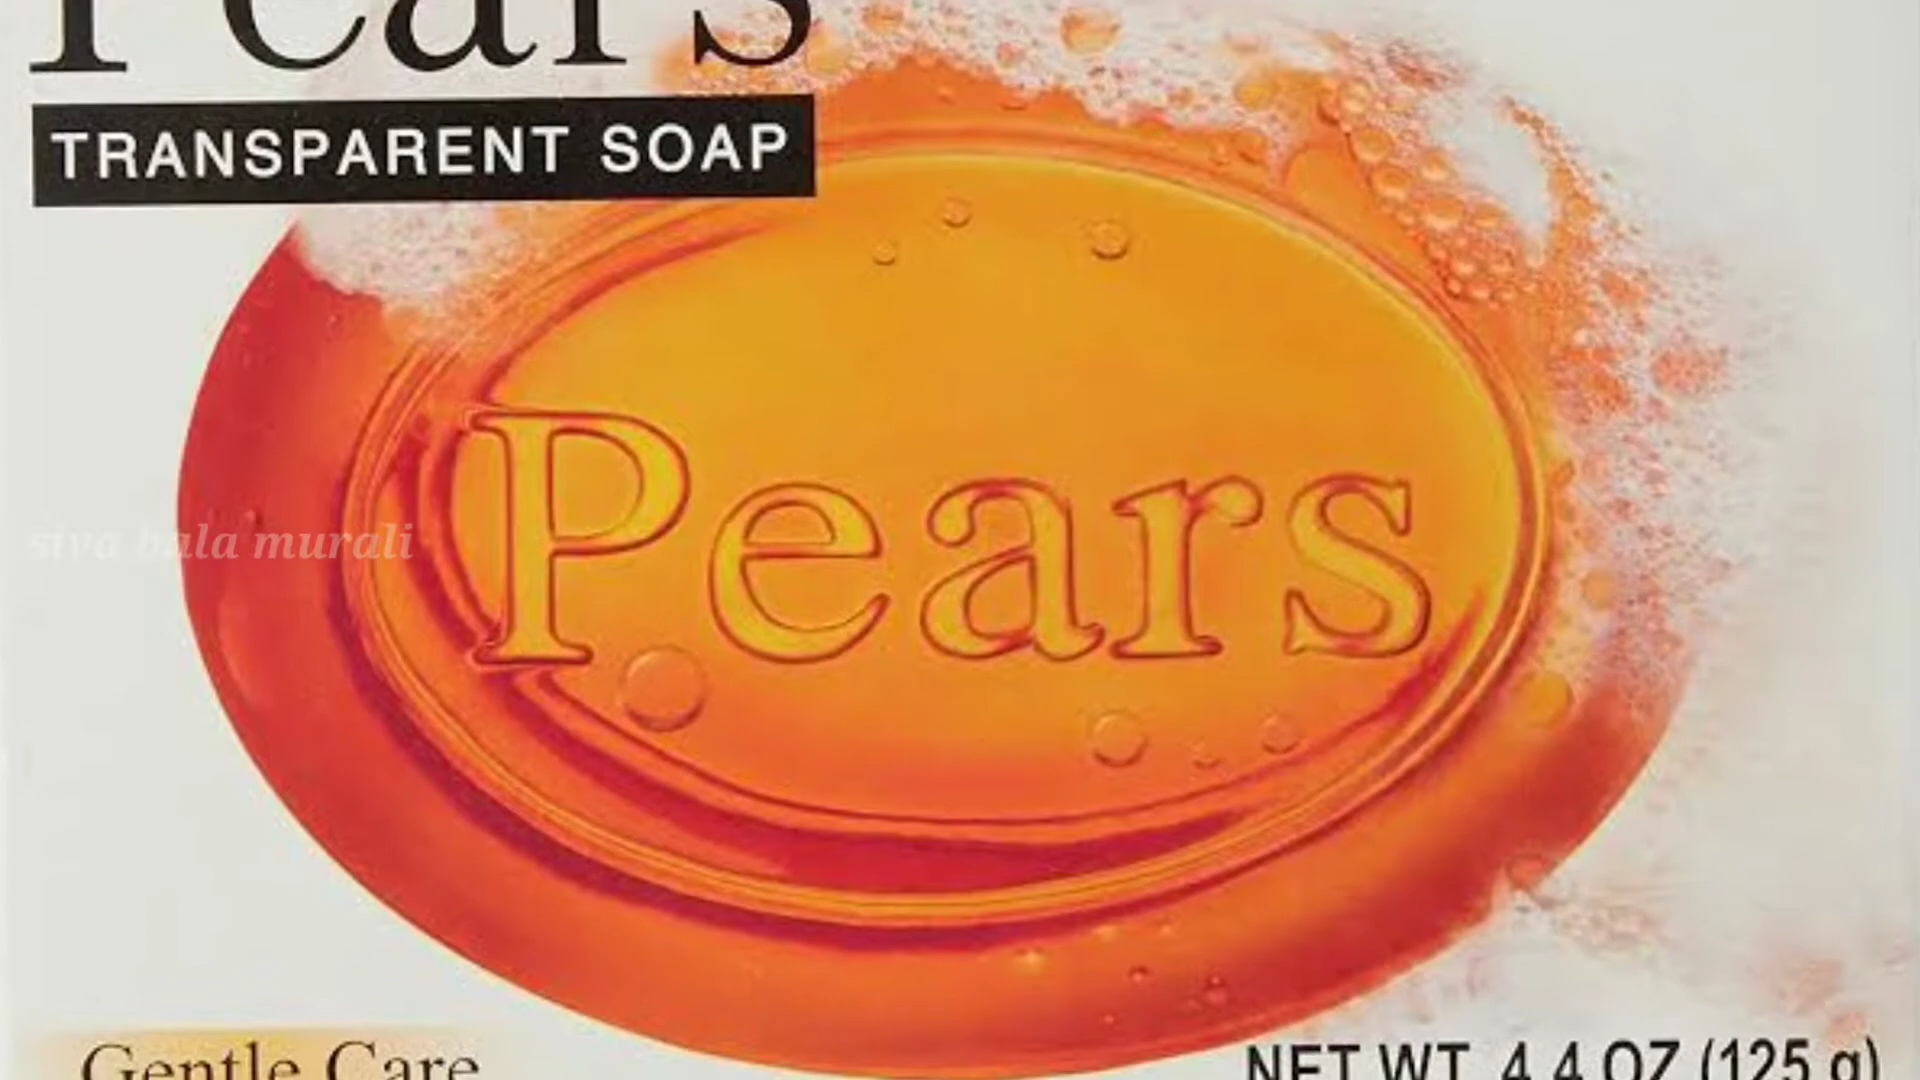 Pears
TRANSPARENT SOAP
Pears
siva bala murali
Gentle Care
NET WT. 4.4 OZ (125 g)